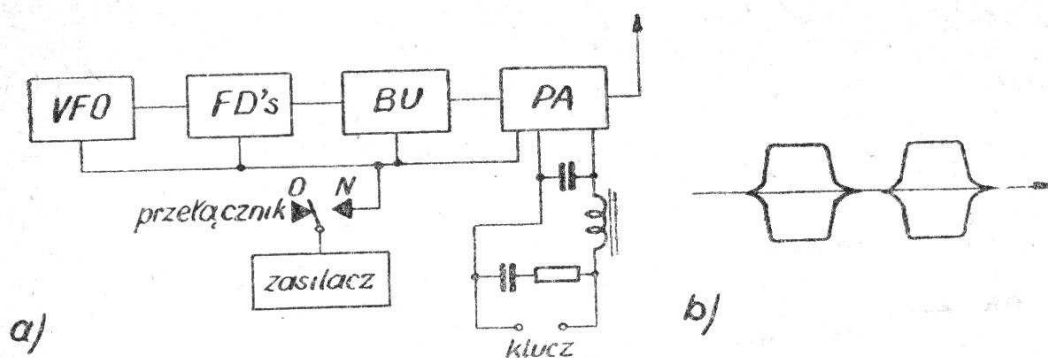 VFO
FD's
BU
PA
O
N
przełącznik
zasilacz
klucz
a)
b)